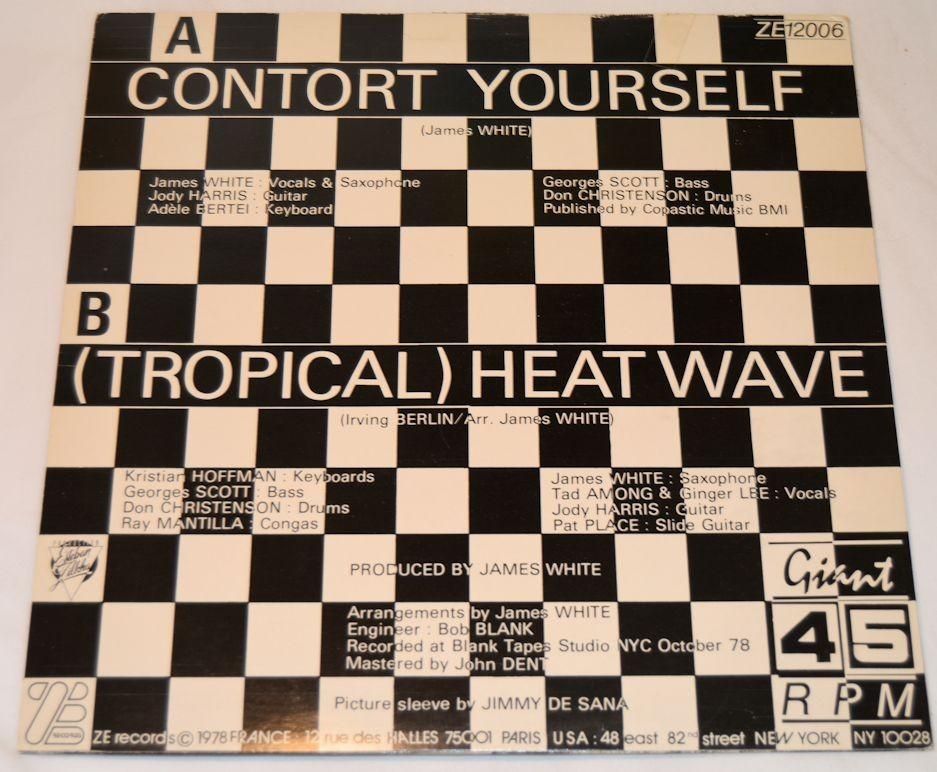 A
ZE12006
CONTORT YOURSELF
(James WHITE)
James WHITE : Vocals & Saxophone
Jody HARRIS : Guitar
Adèle BERTEI : Keyboard
Georges SCOTT : Bass
Don CHRISTENSON : Drums
Published by Copastic Music BMI
B
(TROPICAL) HEAT WAVE
(Irving BERLIN/Arr. James WHITE)
Kristian HOFFMAN : Keyboards
Georges SCOTT : Bass
Don CHRISTENSON : Drums
Ray MANTILLA : Congas
James WHITE : Saxophone
Tad AMONG & Ginger LEE : Vocals
Jody HARRIS : Guitar
Pat PLACE : Slide Guitar
PRODUCED BY JAMES WHITE
Arrangements by James WHITE
Engineer : Bob BLANK
Recorded at Blank Tapes Studio NYC October 78
Mastered by John DENT
Picture sleeve by JIMMY DE SANA
Giant
45
RPM
ZE records © 1978 FRANCE : 12 rue des HALLES 75001 PARIS USA : 48 east 82nd street NEW YORK NY 10028